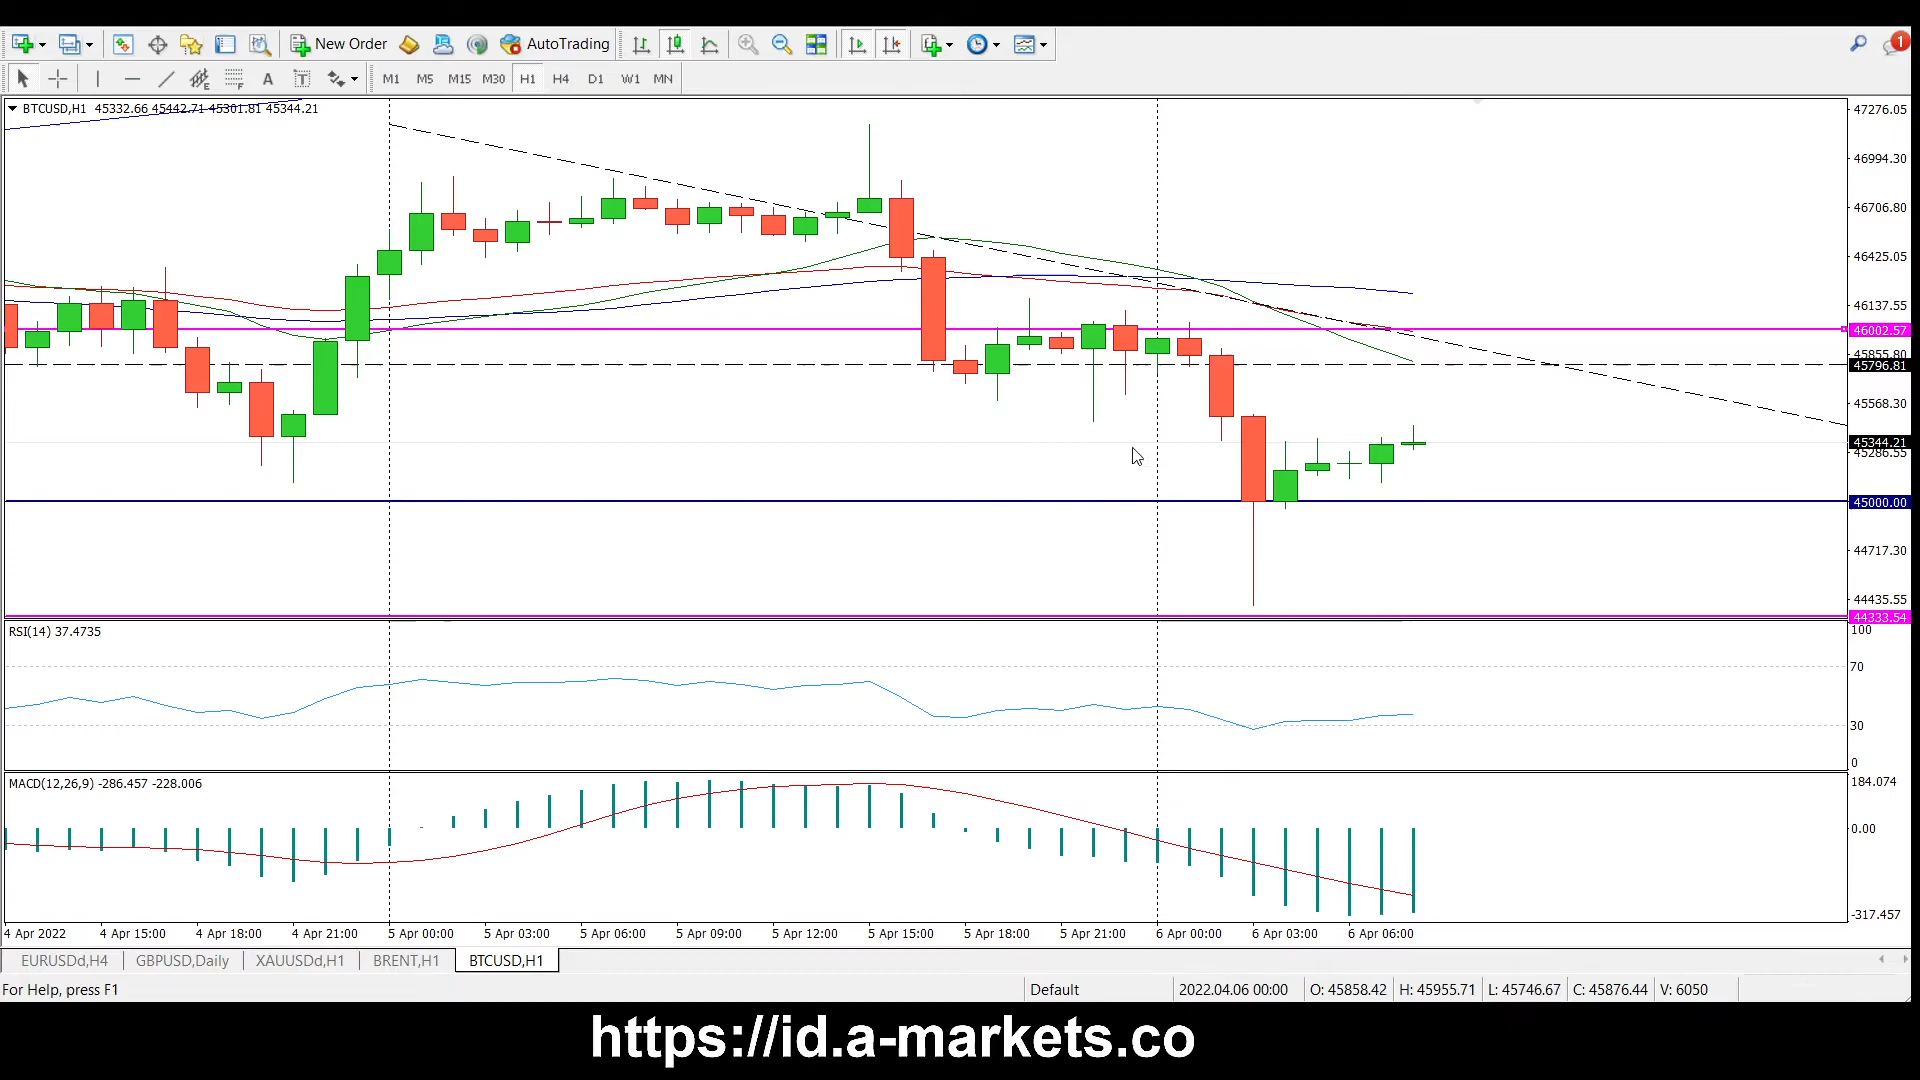 New Order AutoTrading 1
A T M1 M5 M15 M30 H1 H4 D1 W1 MN
BTCUSD,H1 45332.66 45442.71 45301.81 45344.21
47276.05
46994.30
46706.80
46425.05
46137.55
46002.57
45855.80
45796.81
45568.30
45344.21
45286.55
45000.00
44717.30
44435.55
44333.54
RSI(14) 37.4735
100
70
30
0
MACD(12,26,9) -286.457 -228.006
184.074
0.00
-317.457
4 Apr 2022 4 Apr 15:00 4 Apr 18:00 4 Apr 21:00 5 Apr 00:00 5 Apr 03:00 5 Apr 06:00 5 Apr 09:00 5 Apr 12:00 5 Apr 15:00 5 Apr 18:00 5 Apr 21:00 6 Apr 00:00 6 Apr 03:00 6 Apr 06:00
EURUSDd,H4 GBPUSD,Daily XAUUSDd,H1 BRENT,H1 BTCUSD,H1
For Help, press F1 Default 2022.04.06 00:00 O: 45858.42 H: 45955.71 L: 45746.67 C: 45876.44 V: 6050
https://id.a-markets.co